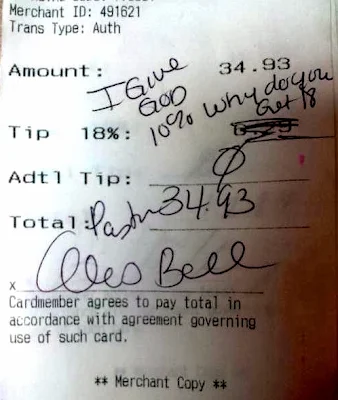 Merchant ID: 491621
Trans Type: Auth
Amount: 34.93
I Give
GOD
10% Why do you
Get 18
Tip 18%:
Adtl Tip: 0
Total: Pastor 34.93
x
Bell
Cardmember agrees to pay total in
accordance with agreement governing
use of such card.
** Merchant Copy **